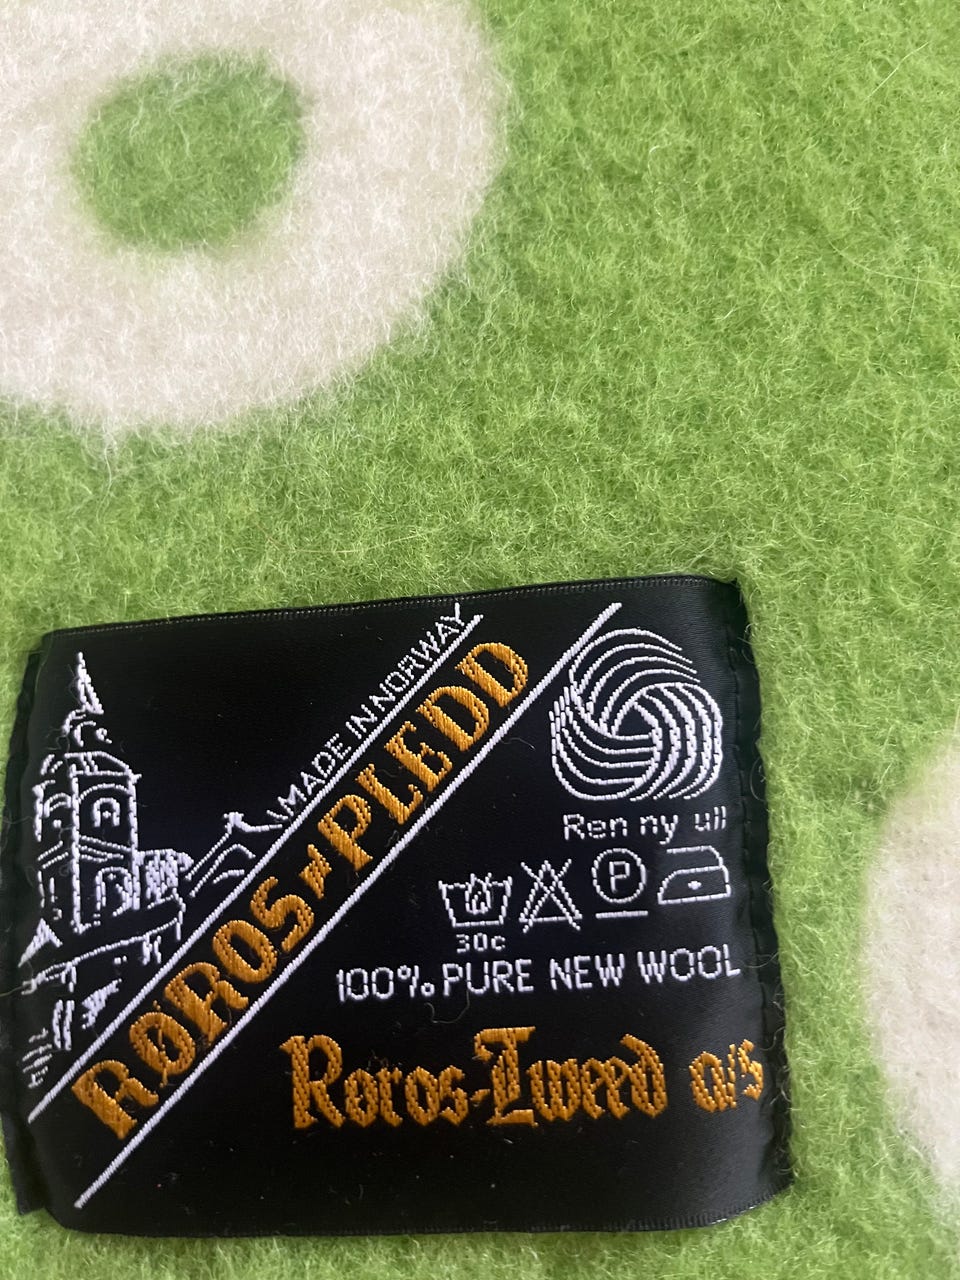 MADE IN NORWAY
RØROS-PLEDD
Ren ny ull
P
30c
100% PURE NEW WOOL
Røros-Tweed a/s